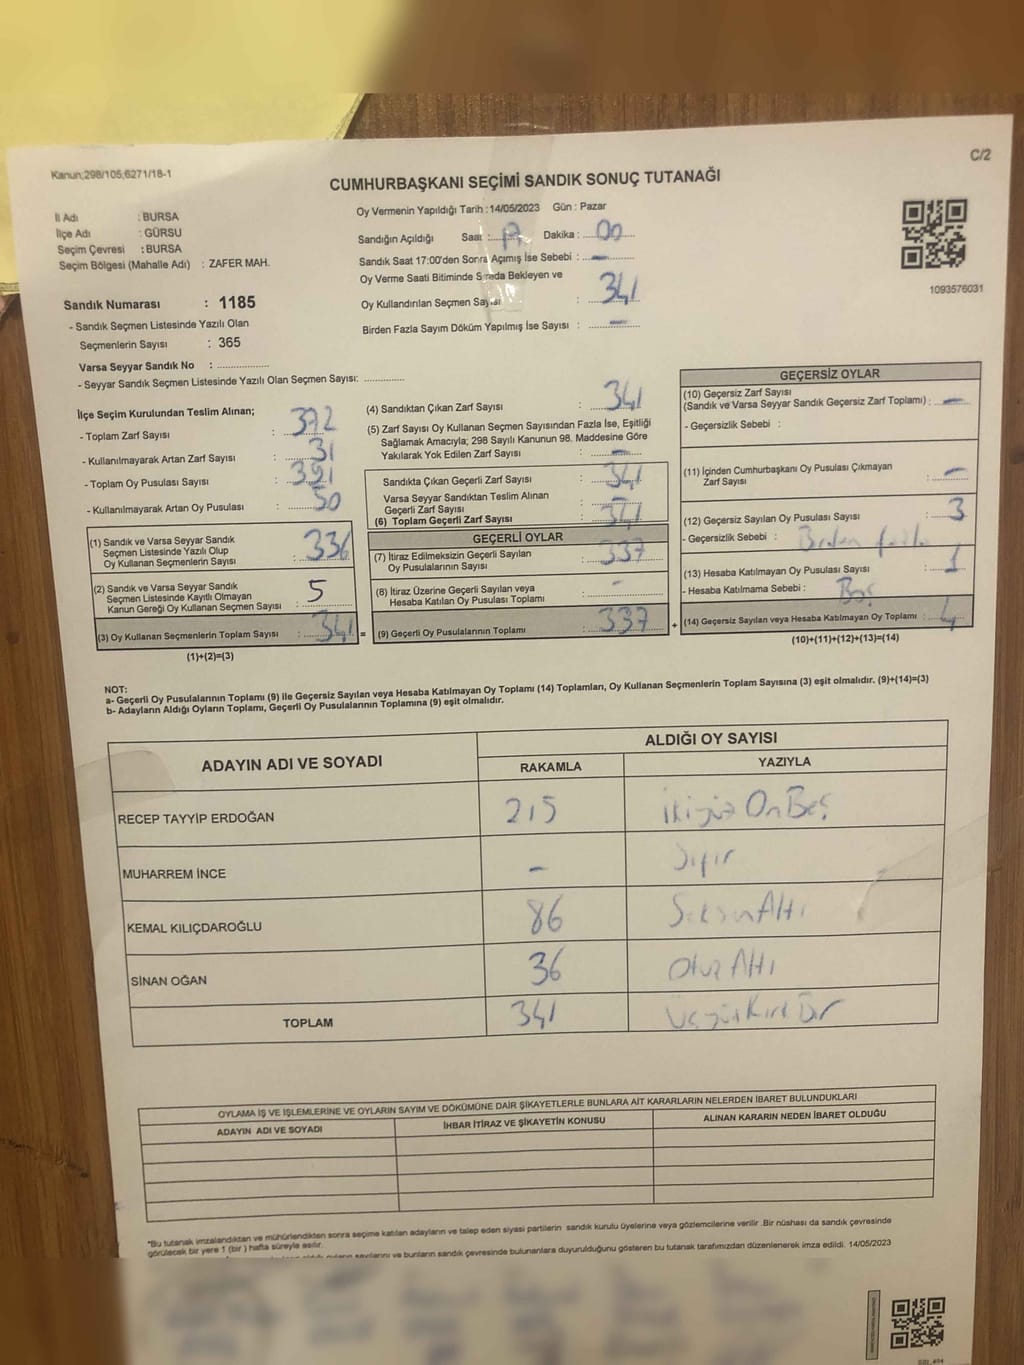 C/2
Kanun;298/105;6271/18-1
CUMHURBAŞKANI SEÇİMİ SANDIK SONUÇ TUTANAĞI
İl Adı : BURSA
İlçe Adı : GÜRSU
Seçim Çevresi : BURSA
Seçim Bölgesi (Mahalle Adı) : ZAFER MAH.
Sandık Numarası : 1185
- Sandık Seçmen Listesinde Yazılı Olan
Seçmenlerin Sayısı : 365
Varsa Seyyar Sandık No : ...................
- Seyyar Sandık Seçmen Listesinde Yazılı Olan Seçmen Sayısı: ..............
Oy Vermenin Yapıldığı Tarih : 14/05/2023 Gün : Pazar
Sandığın Açıldığı Saat : Dakika : 00
Sandık Saat 17:00'den Sonra Açımış İse Sebebi : -
Oy Verme Saati Bitiminde Sırada Bekleyen ve
Oy Kullandırılan Seçmen Sayısı : 341
Birden Fazla Sayım Döküm Yapılmış İse Sayısı : -
1093576031
İlçe Seçim Kurulundan Teslim Alınan;
- Toplam Zarf Sayısı : 372
- Kullanılmayarak Artan Zarf Sayısı : 31
- Toplam Oy Pusulası Sayısı : 391
- Kullanılmayarak Artan Oy Pusulası : 50
(1) Sandık ve Varsa Seyyar Sandık
Seçmen Listesinde Yazılı Olup
Oy Kullanan Seçmenlerin Sayısı : 336
(2) Sandık ve Varsa Seyyar Sandık
Seçmen Listesinde Kayıtlı Olmayan
Kanun Gereği Oy Kullanan Seçmen Sayısı : 5
(3) Oy Kullanan Seçmenlerin Toplam Sayısı : 341 =
(1)+(2)=(3)
(4) Sandıktan Çıkan Zarf Sayısı : 341
(5) Zarf Sayısı Oy Kullanan Seçmen Sayısından Fazla İse, Eşitliği
Sağlamak Amacıyla; 298 Sayılı Kanunun 98. Maddesine Göre
Yakılarak Yok Edilen Zarf Sayısı : -
Sandıkta Çıkan Geçerli Zarf Sayısı : 341
Varsa Seyyar Sandıktan Teslim Alınan
Geçerli Zarf Sayısı : -
(6) Toplam Geçerli Zarf Sayısı : 341
GEÇERLİ OYLAR
(7) İtiraz Edilmeksizin Geçerli Sayılan
Oy Pusulalarının Sayısı : 337
(8) İtiraz Üzerine Geçerli Sayılan veya
Hesaba Katılan Oy Pusulası Toplamı : -
(9) Geçerli Oy Pusulalarının Toplamı : 337 +
GEÇERSİZ OYLAR
(10) Geçersiz Zarf Sayısı
(Sandık ve Varsa Seyyar Sandık Geçersiz Zarf Toplamı) : -
- Geçersizlik Sebebi :
(11) İçinden Cumhurbaşkanı Oy Pusulası Çıkmayan
Zarf Sayısı : -
(12) Geçersiz Sayılan Oy Pusulası Sayısı : 3
- Geçersizlik Sebebi : Birden fazla
(13) Hesaba Katılmayan Oy Pusulası Sayısı : 1
- Hesaba Katılmama Sebebi : Boş
(14) Geçersiz Sayılan veya Hesaba Katılmayan Oy Toplamı : 4
(10)+(11)+(12)+(13)=(14)
NOT:
a- Geçerli Oy Pusulalarının Toplamı (9) ile Geçersiz Sayılan veya Hesaba Katılmayan Oy Toplamı (14) Toplamları, Oy Kullanan Seçmenlerin Toplam Sayısına (3) eşit olmalıdır. (9)+(14)=(3)
b- Adayların Aldığı Oyların Toplamı, Geçerli Oy Pusulalarının Toplamına (9) eşit olmalıdır.
ADAYIN ADI VE SOYADI
ALDIĞI OY SAYISI
RAKAMLA YAZIYLA
RECEP TAYYİP ERDOĞAN 215 İkiyüz On Beş
MUHARREM İNCE - Sıfır
KEMAL KILIÇDAROĞLU 86 Seksen Altı
SİNAN OĞAN 36 Otuz Altı
TOPLAM 341 Üçyüz Kırk Bir
OYLAMA İŞ VE İŞLEMLERİNE VE OYLARIN SAYIM VE DÖKÜMÜNE DAİR ŞİKAYETLERLE BUNLARA AİT KARARLARIN NELERDEN İBARET BULUNDUKLARI
ADAYIN ADI VE SOYADI İHBAR İTİRAZ VE ŞİKAYETİN KONUSU ALINAN KARARIN NEDEN İBARET OLDUĞU
*Bu tutanak imzalandıktan ve mühürlendikten sonra seçime katılan adayların ve talep eden siyasi partilerin sandık kurulu üyelerine veya gözlemcilerine verilir .Bir nüshası da sandık çevresinde
görülecek bir yere 1 (bir ) hafta süreyle asılır.
sayılarını ve bunların sandık çevresinde bulunanlara duyurulduğunu gösteren bu tutanak tarafımızdan düzenlenerek imza edildi. 14/05/2023